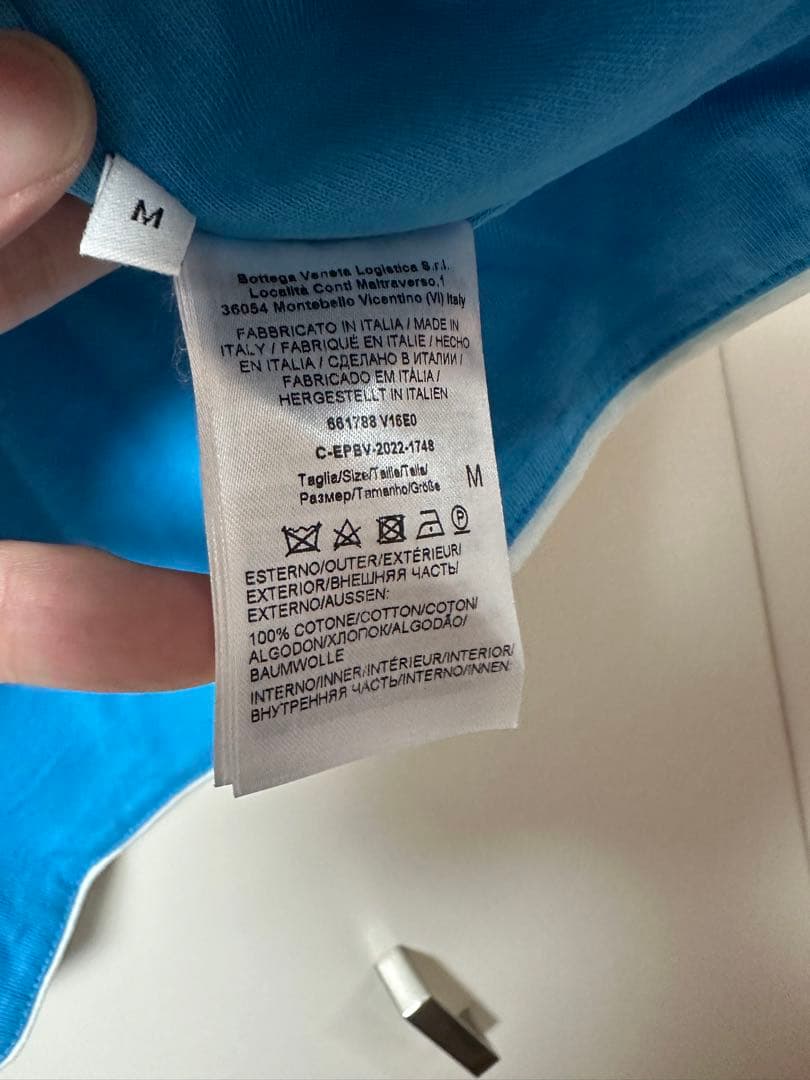 M
Bottega Veneta Logistica S.r.l.
Località Conti Maltraverso,1
36054 Montebello Vicentino (VI) Italy
FABBRICATO IN ITALIA / MADE IN
ITALY / FABRIQUÉ EN ITALIE / HECHO
EN ITALIA / СДЕЛАНО В ИТАЛИИ /
FABRICADO EM ITÁLIA /
HERGESTELLT IN ITALIEN
661788 V16E0
C-EPBV-2022-1748
Taglia/Size/Taille/Talla/
Размер/Tamanho/Größe M
P
ESTERNO/OUTER/EXTÉRIEUR/
EXTERIOR/ВНЕШНЯЯ ЧАСТЬ/
EXTERNO/AUSSEN:
100% COTONE/COTTON/COTON/
ALGODON/ХЛОПОК/ALGODÃO/
BAUMWOLLE
INTERNO/INNER/INTÉRIEUR/INTERIOR/
ВНУТРЕННЯЯ ЧАСТЬ/INTERNO/INNEN: